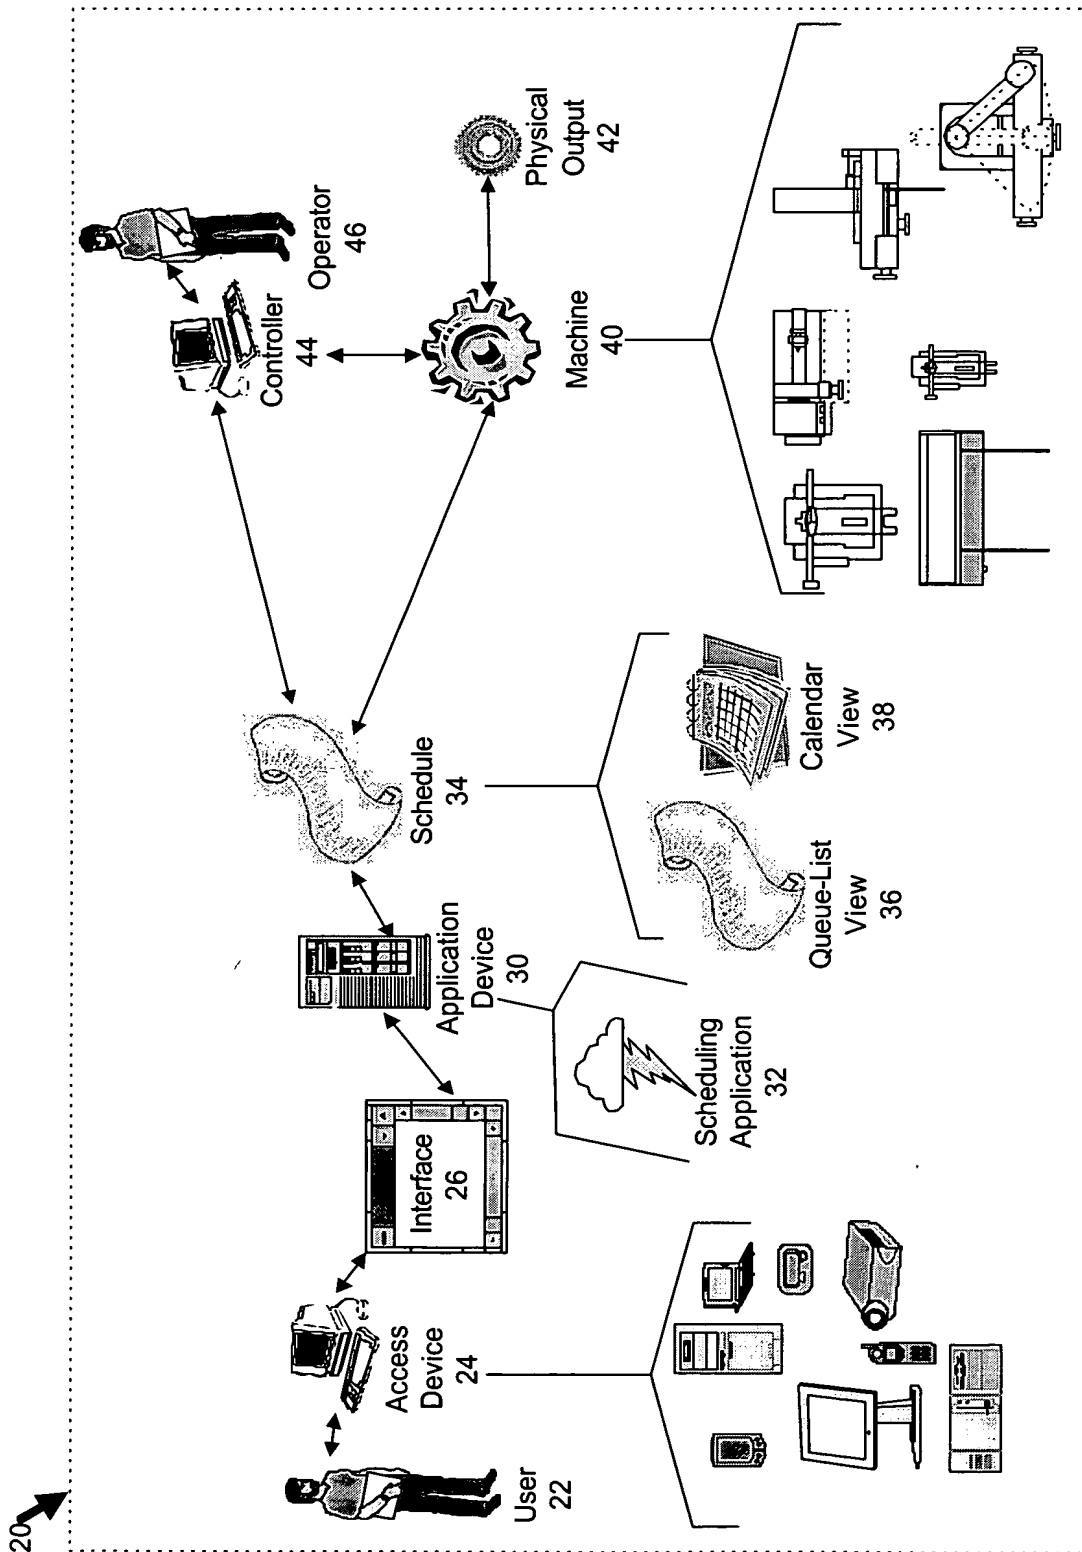 20
User
22
Access
Device
24
Interface
26
Application
Device
30
Scheduling
Application
32
Schedule
34
Queue-List
View
36
Calendar
View
38
Controller
44
Operator
46
Machine
40
Physical
Output
42